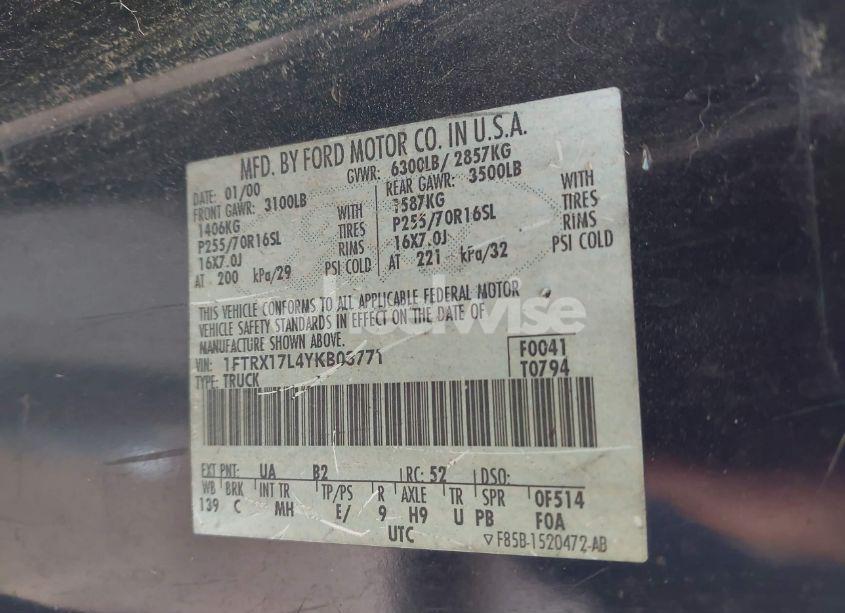 MFD. BY FORD MOTOR CO. IN U.S.A.
DATE: 01/00 GVWR: 6300LB/ 2857KG
FRONT GAWR: 3100LB REAR GAWR: 3500LB
1406KG WITH 1587KG WITH
P255/70R16SL TIRES P255/70R16SL TIRES
16X7.0J RIMS 16X7.0J RIMS
AT 200 kPa/29 PSI COLD AT 221 kPa/32 PSI COLD
THIS VEHICLE CONFORMS TO ALL APPLICABLE FEDERAL MOTOR
VEHICLE SAFETY STANDARDS IN EFFECT ON THE DATE OF
MANUFACTURE SHOWN ABOVE.
VIN: 1FTRX17L4YKB03771 F0041
TYPE: TRUCK T0794
EXT PNT: UA B2 RC: 52 DSO:
WB BRK INT TR TP/PS R AXLE TR SPR 0F514
139 C MH E/ 9 H9 U PB F0A
UTC
▽F85B-1520472-AB